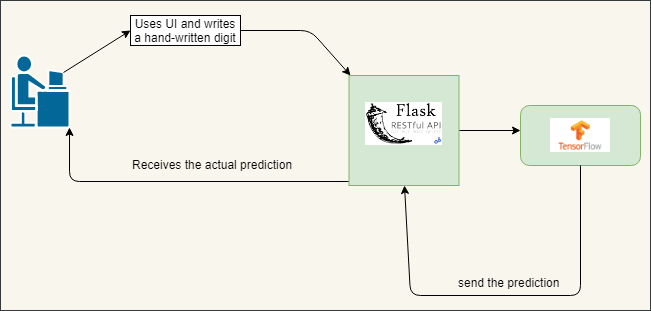 Uses UI and writes
a hand-written digit
Flask
RESTful API
TensorFlow
Receives the actual prediction
send the prediction